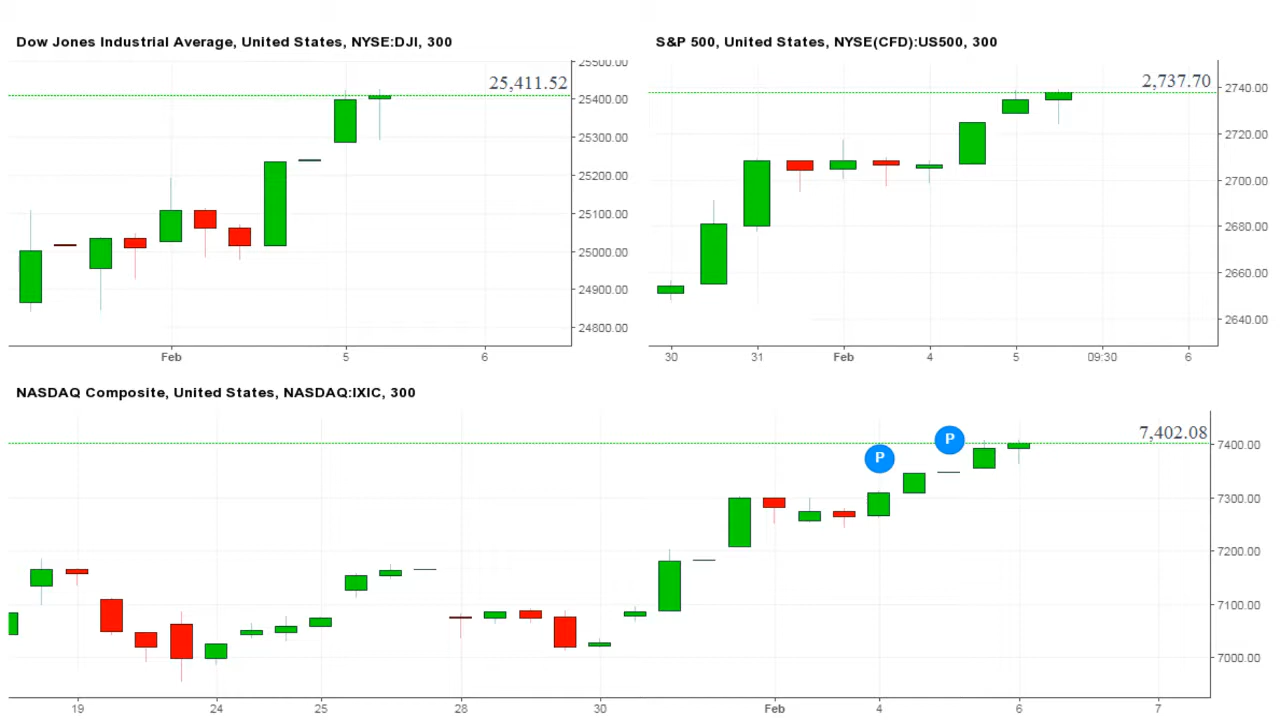 Dow Jones Industrial Average, United States, NYSE:DJI, 300
25500.00
25,411.52
25400.00
25300.00
25200.00
25100.00
25000.00
24900.00
24800.00
Feb 5 6
S&P 500, United States, NYSE(CFD):US500, 300
2,737.70
2740.00
2720.00
2700.00
2680.00
2660.00
2640.00
30 31 Feb 4 5 09:30 6
NASDAQ Composite, United States, NASDAQ:IXIC, 300
7,402.08
P
P
7400.00
7300.00
7200.00
7100.00
7000.00
19 24 25 28 30 Feb 4 6 7